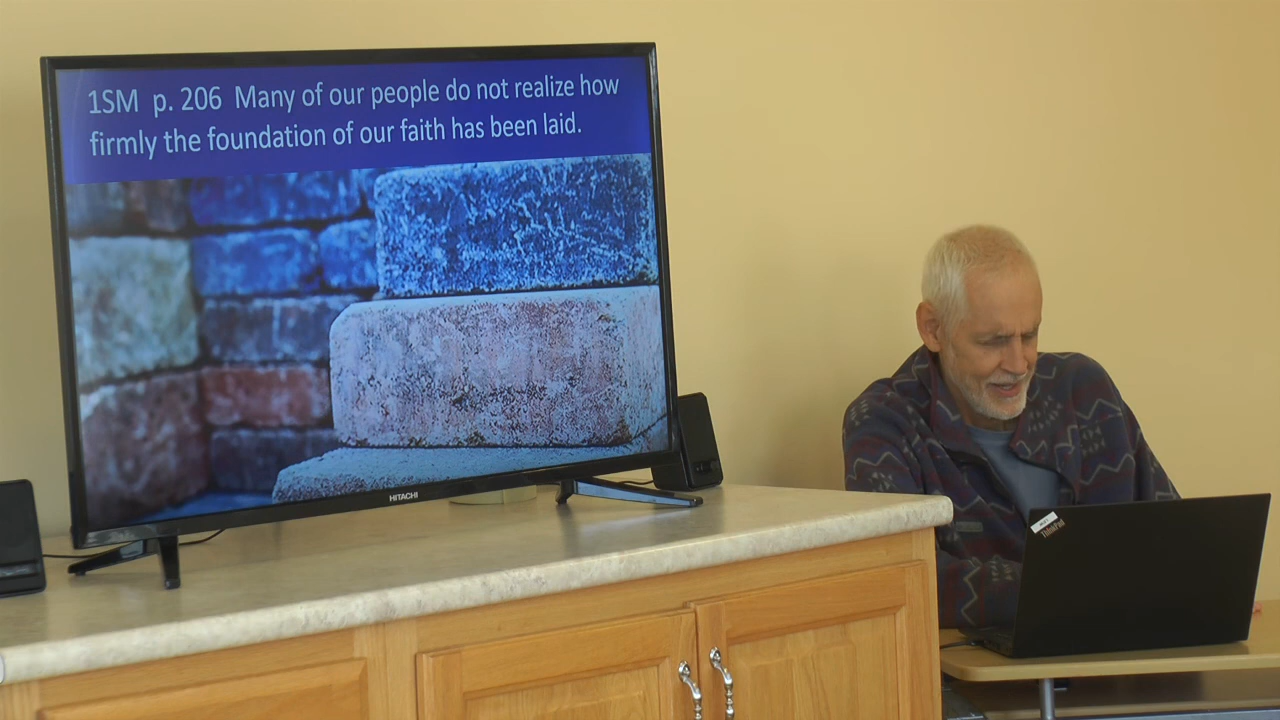 1SM p. 206 Many of our people do not realize how
firmly the foundation of our faith has been laid.
HITACHI
ThinkPad